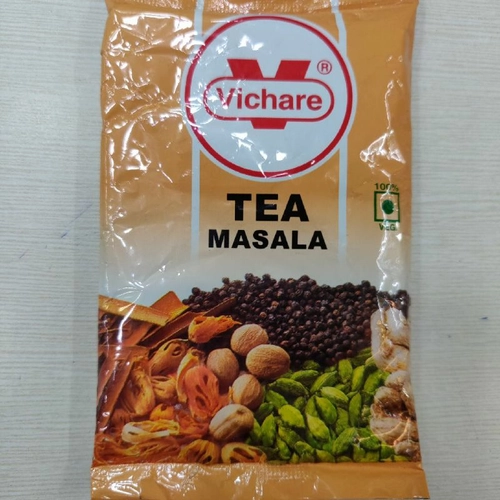 ®
Vichare
TEA
MASALA
100%
VEG